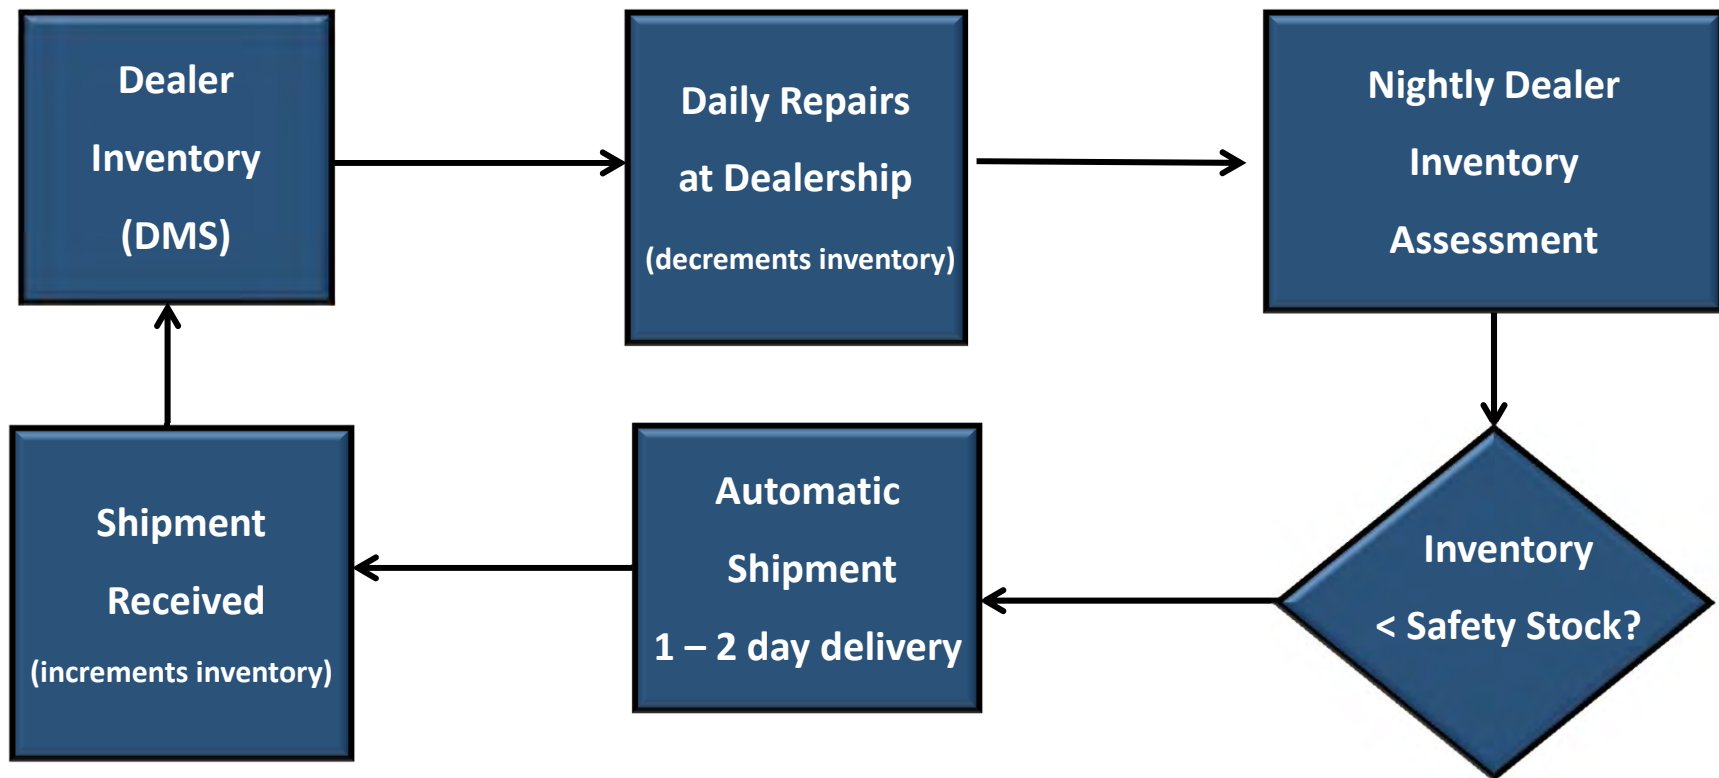 Dealer
Inventory
(DMS)
Daily Repairs
at Dealership
(decrements inventory)
Nightly Dealer
Inventory
Assessment
Inventory
< Safety Stock?
Automatic
Shipment
1 – 2 day delivery
Shipment
Received
(increments inventory)